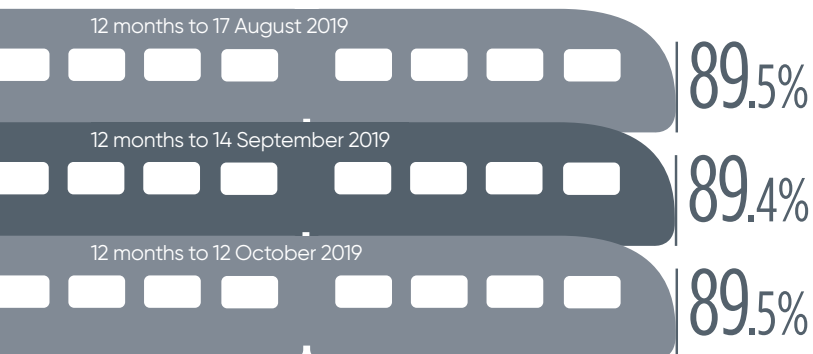 12 months to 17 August 2019
89.5%
12 months to 14 September 2019
89.4%
12 months to 12 October 2019
89.5%